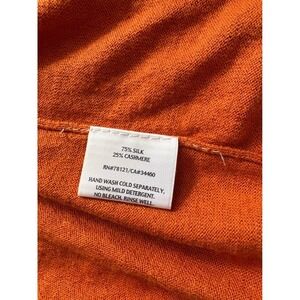 75% SILK
25% CASHMERE
RN#78121/CA#34460
HAND WASH COLD SEPARATELY,
USING MILD DETERGENT.
NO BLEACH. RINSE WELL.